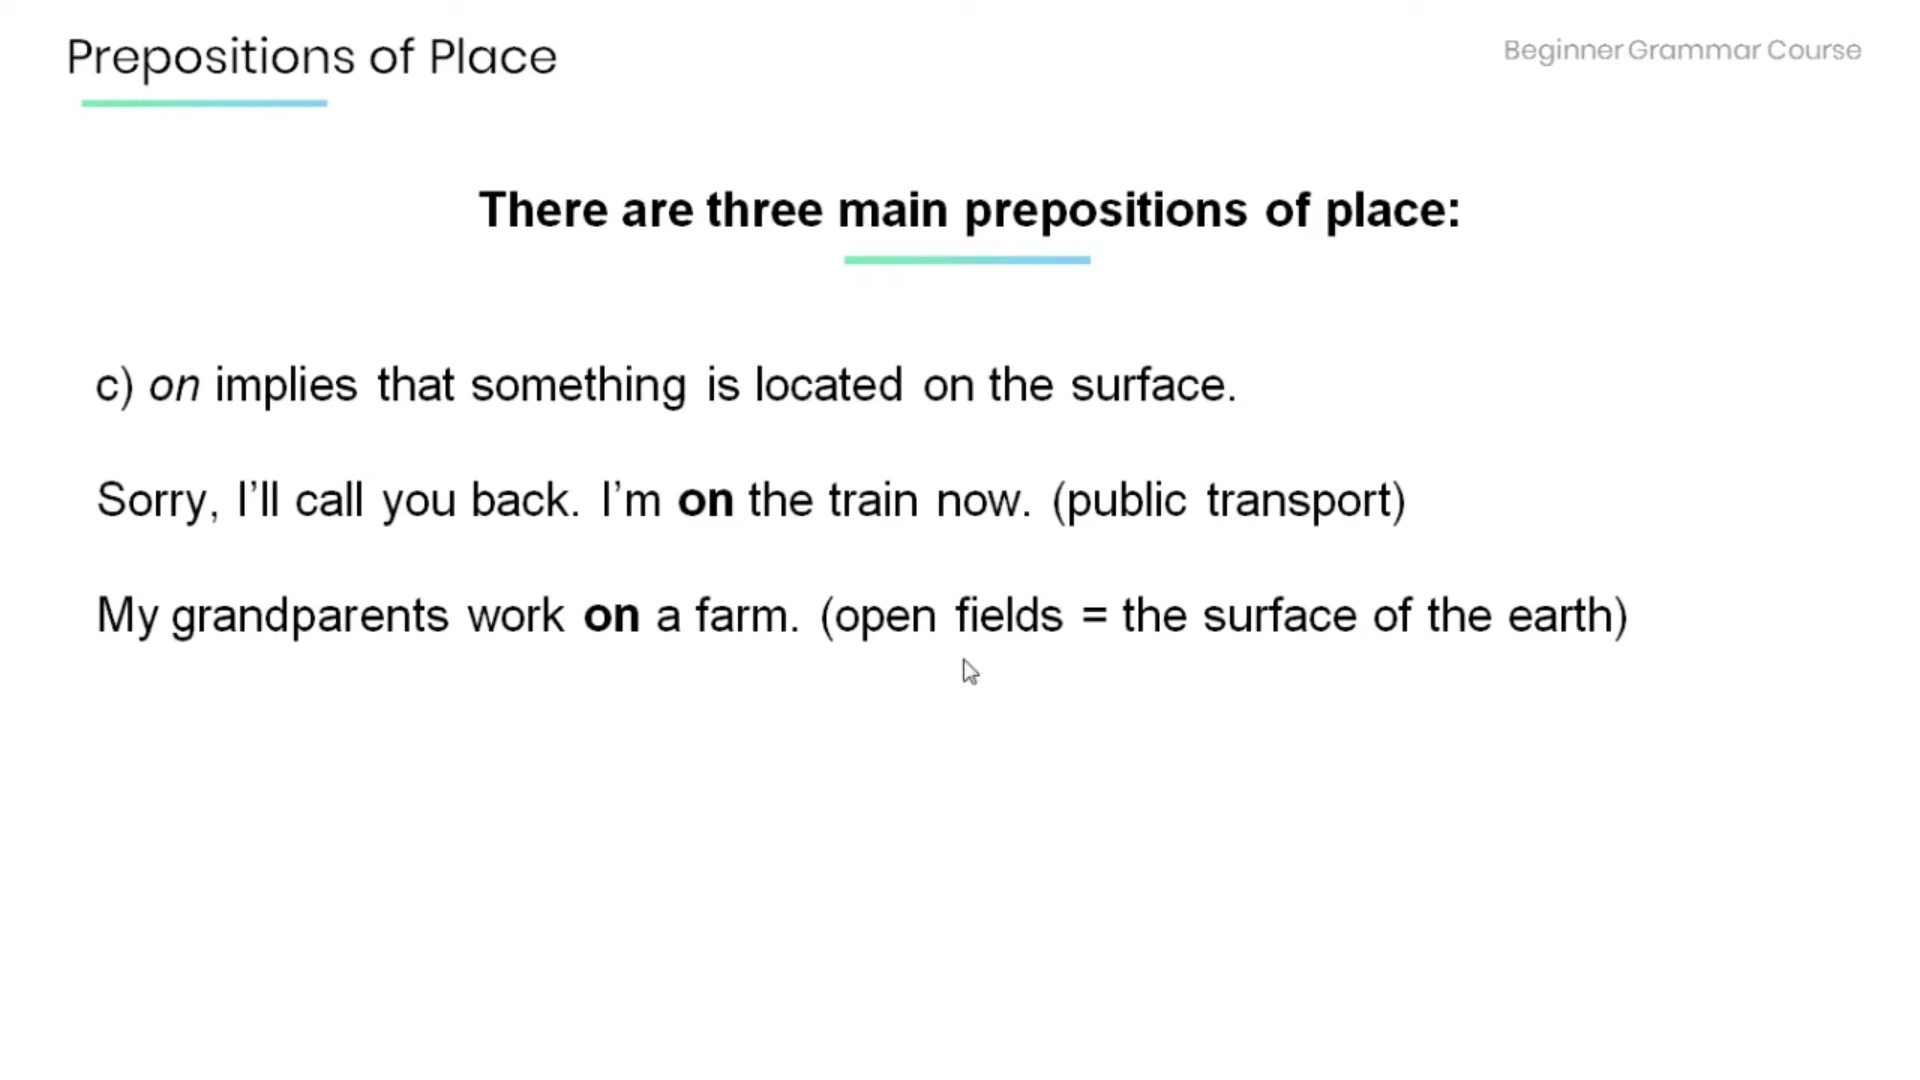 Prepositions of Place
Beginner Grammar Course
There are three main prepositions of place:
c) on implies that something is located on the surface.
Sorry, I’ll call you back. I’m on the train now. (public transport)
My grandparents work on a farm. (open fields = the surface of the earth)